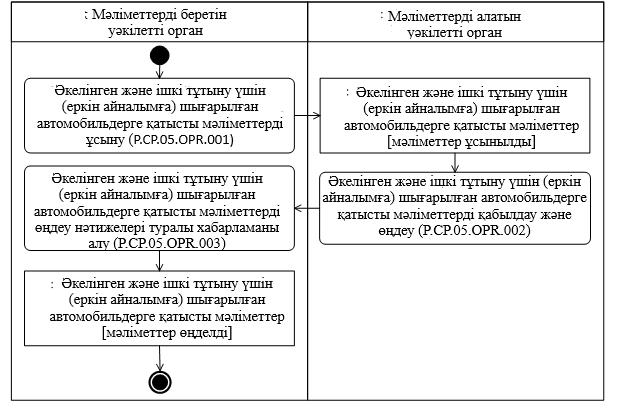 : Мәліметтерді беретін
уәкілетті орган
: Мәліметтерді алатын
уәкілетті орган
Әкелінген және ішкі тұтыну үшін
(еркін айналымға) шығарылған
автомобильдерге қатысты мәліметтерді
ұсыну (P.CP.05.OPR.001)
: Әкелінген және ішкі тұтыну үшін
(еркін айналымға) шығарылған
автомобильдерге қатысты мәліметтер
[мәліметтер ұсынылды]
Әкелінген және іщкі тұтыну үшін (еркін
айналымға) шығарылған автомобильдерге
қатысты мәліметтерді қабылдау және
өңдеу (P.CP.05.OPR.002)
Әкелінген және ішкі тұтыну үшін
(еркін айналымға) шығарылған
автомобильдерге қатысты мәліметтерді
өңдеу нәтижелері туралы хабарламаны
алу (P.CP.05.OPR.003)
: Әкелінген және ішкі тұтыну үшін
(еркін айналымға) шығарылған
автомобильдерге қатысты мәліметтер
[мәліметтер өңделді]